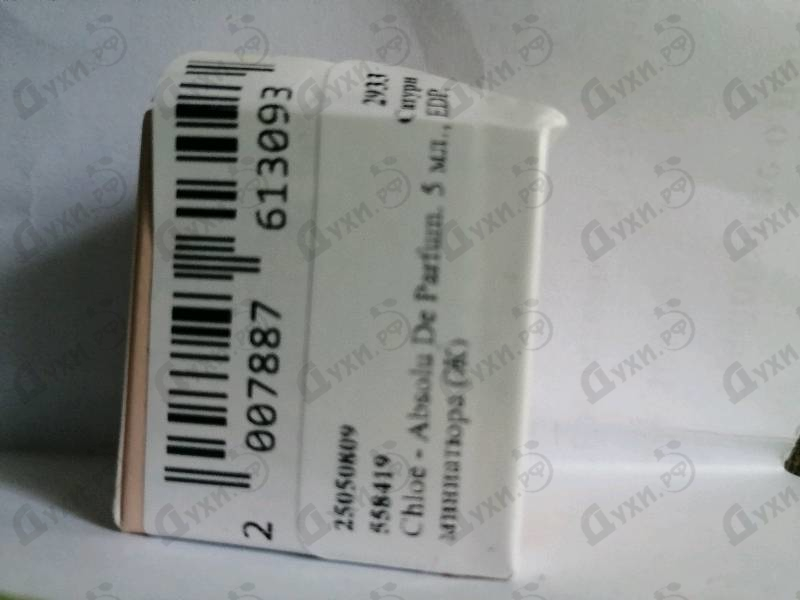 2 007887 613093
25050809 2933
558419 Сатурн
Chloe - Absolu De Parfum. 5 мл., EDP,
миниатюра (Ж)
Духи.РФ